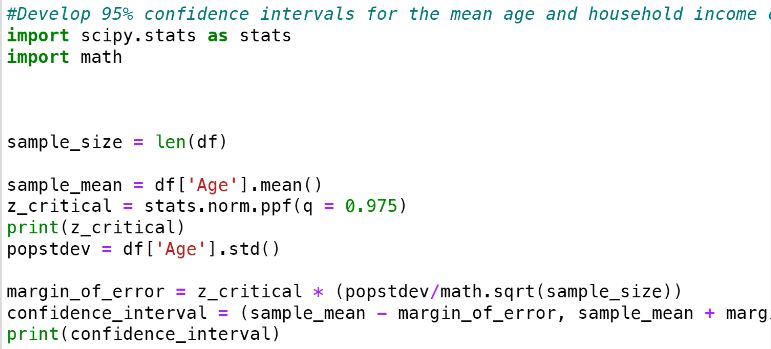 #Develop 95% confidence intervals for the mean age and household income
import scipy.stats as stats
import math
sample_size = len(df)
sample_mean = df['Age'].mean()
z_critical = stats.norm.ppf(q = 0.975)
print(z_critical)
popstdev = df['Age'].std()
margin_of_error = z_critical * (popstdev/math.sqrt(sample_size))
confidence_interval = (sample_mean - margin_of_error, sample_mean + marg
print(confidence_interval)